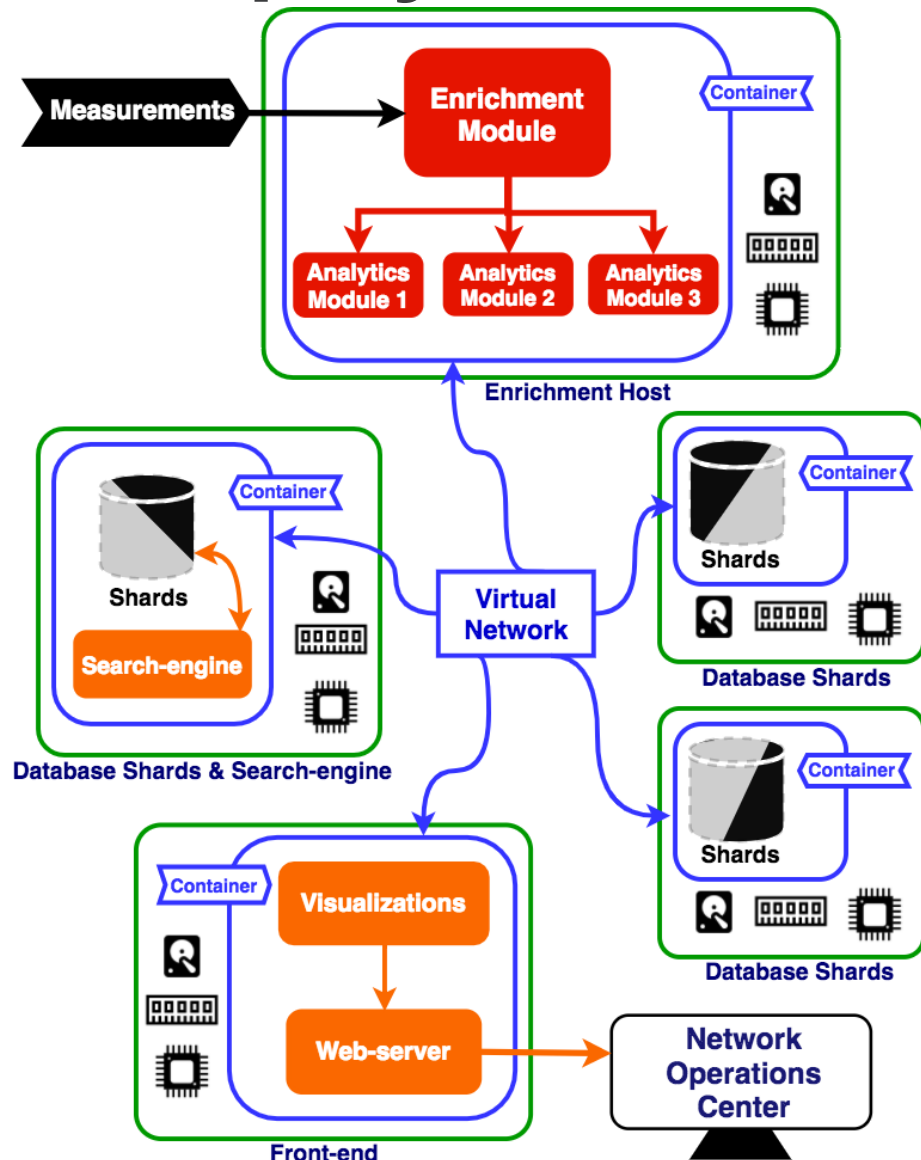 Measurements
Enrichment
Module
Container
Analytics
Module 1
Analytics
Module 2
Analytics
Module 3
Enrichment Host
Container
Shards
Search-engine
Database Shards & Search-engine
Virtual
Network
Container
Shards
Database Shards
Container
Shards
Database Shards
Container
Visualizations
Web-server
Front-end
Network
Operations
Center